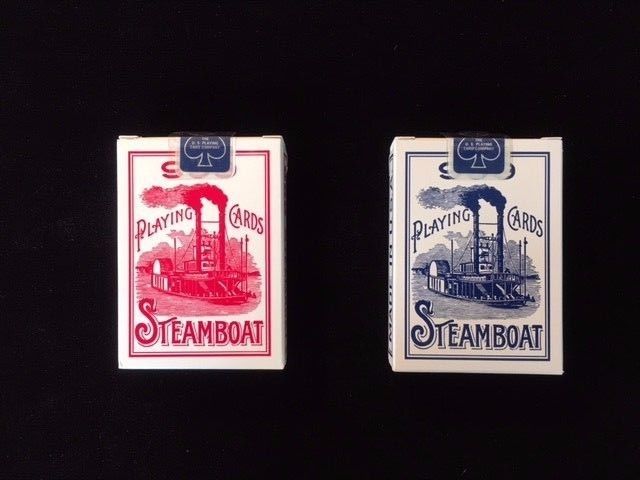 THE
U. S. PLAYING
CARD COMPANY
PLAYING CARDS
STEAMBOAT
THE
U. S. PLAYING
CARD COMPANY
PLAYING CARDS
STEAMBOAT